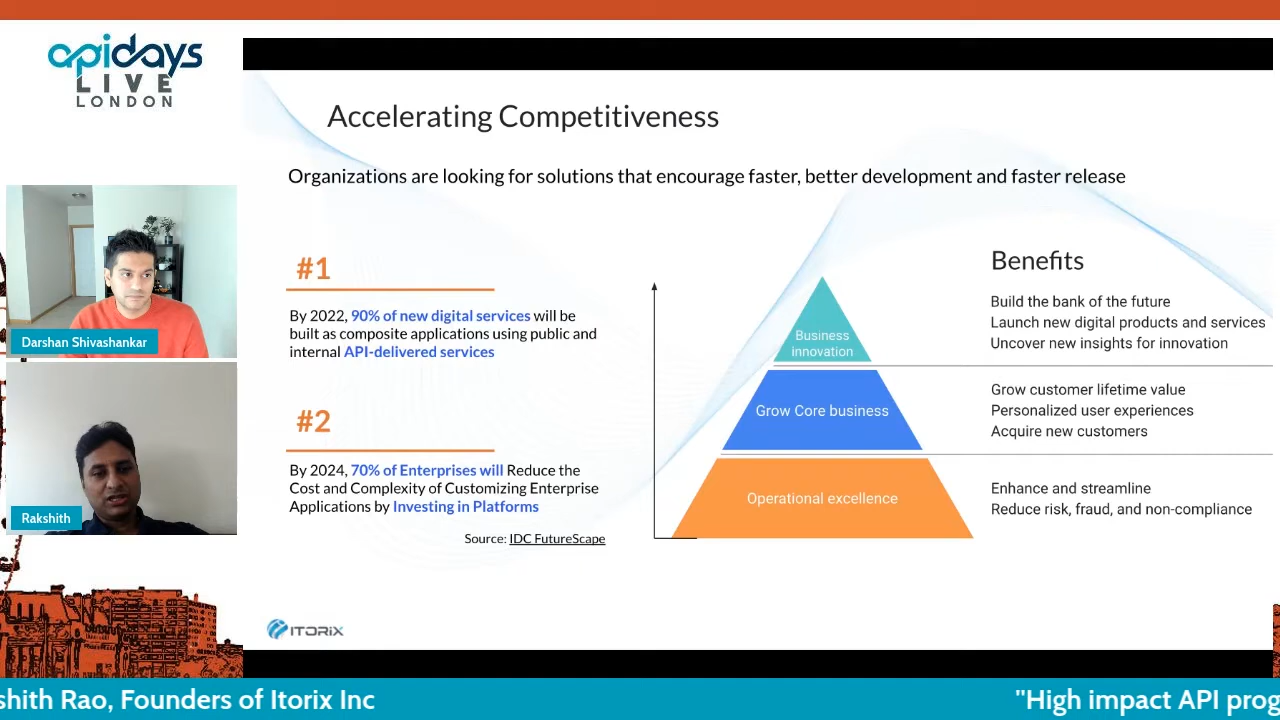 apidays
LIVE
LONDON
Accelerating Competitiveness
Organizations are looking for solutions that encourage faster, better development and faster release
#1
By 2022, 90% of new digital services will be
built as composite applications using public and
internal API-delivered services
#2
By 2024, 70% of Enterprises will Reduce the
Cost and Complexity of Customizing Enterprise
Applications by Investing in Platforms
Source: IDC FutureScape
Business
innovation
Grow Core business
Operational excellence
Benefits
Build the bank of the future
Launch new digital products and services
Uncover new insights for innovation
Grow customer lifetime value
Personalized user experiences
Acquire new customers
Enhance and streamline
Reduce risk, fraud, and non-compliance
Darshan Shivashankar
Rakshith
ITORIX
shith Rao, Founders of Itorix Inc
"High impact API prog